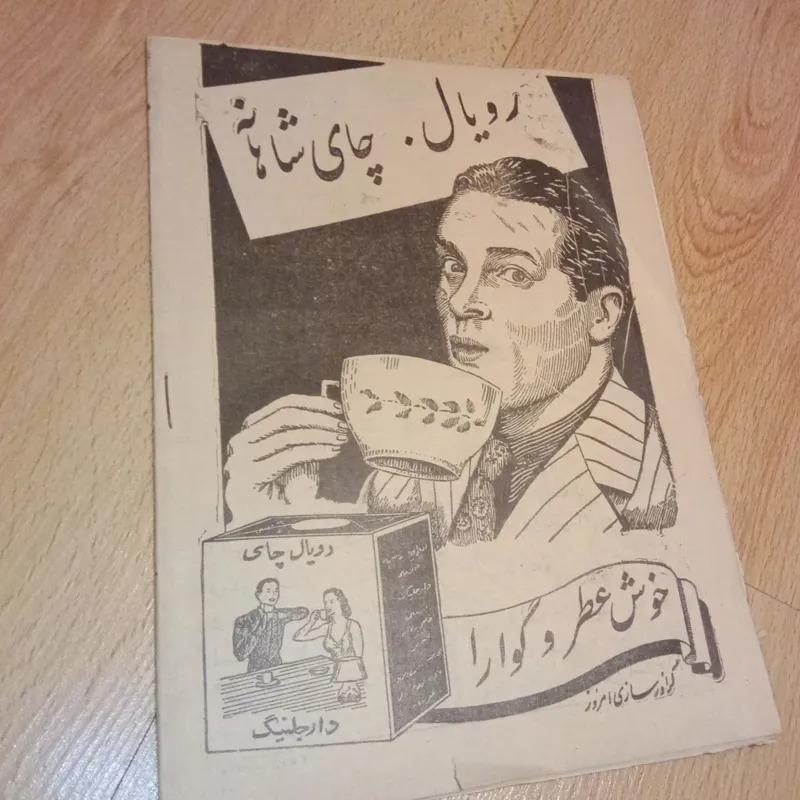 رویال. چای شاهانه
رویال چای
دارجلینگ
خوش عطر و گوارا
گراورسازی امروز